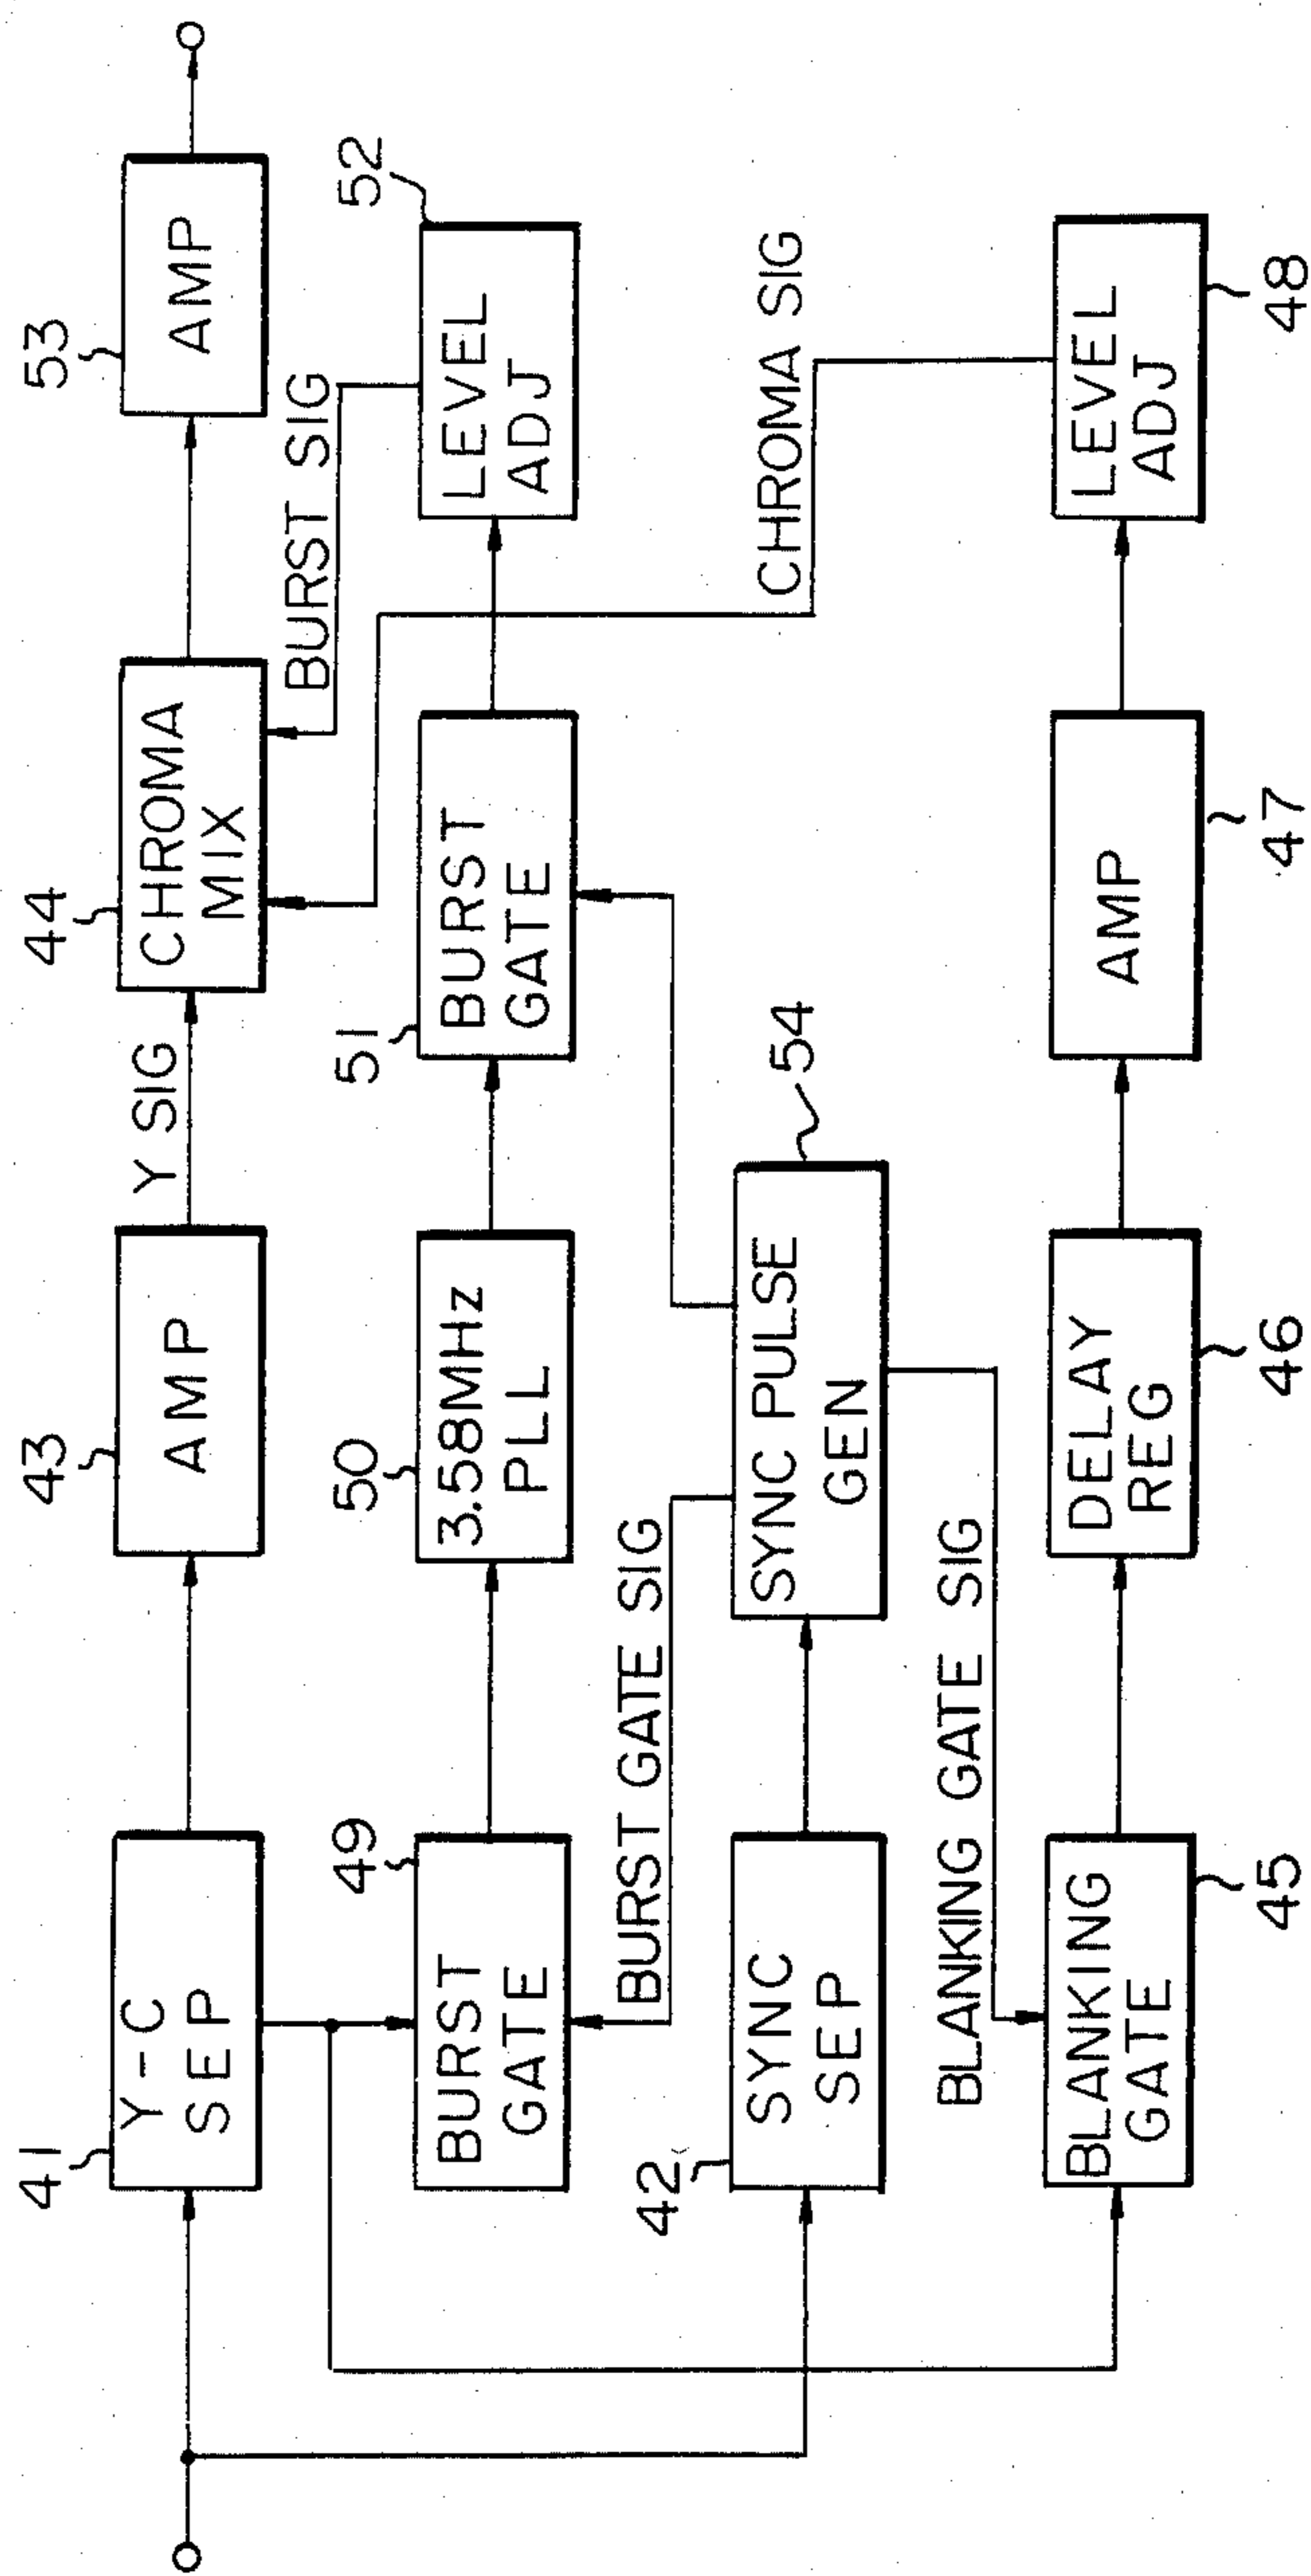 41
Y-C
SEP
43
AMP
Y SIG
44
CHROMA
MIX
53
AMP
BURST SIG
49
BURST
GATE
50
3.58MHz
PLL
51
BURST
GATE
52
LEVEL
ADJ
BURST GATE SIG
CHROMA SIG
42
SYNC
SEP
SYNC PULSE
GEN
54
BLANKING GATE SIG
BLANKING
GATE
45
DELAY
REG
46
AMP
47
LEVEL
ADJ
48